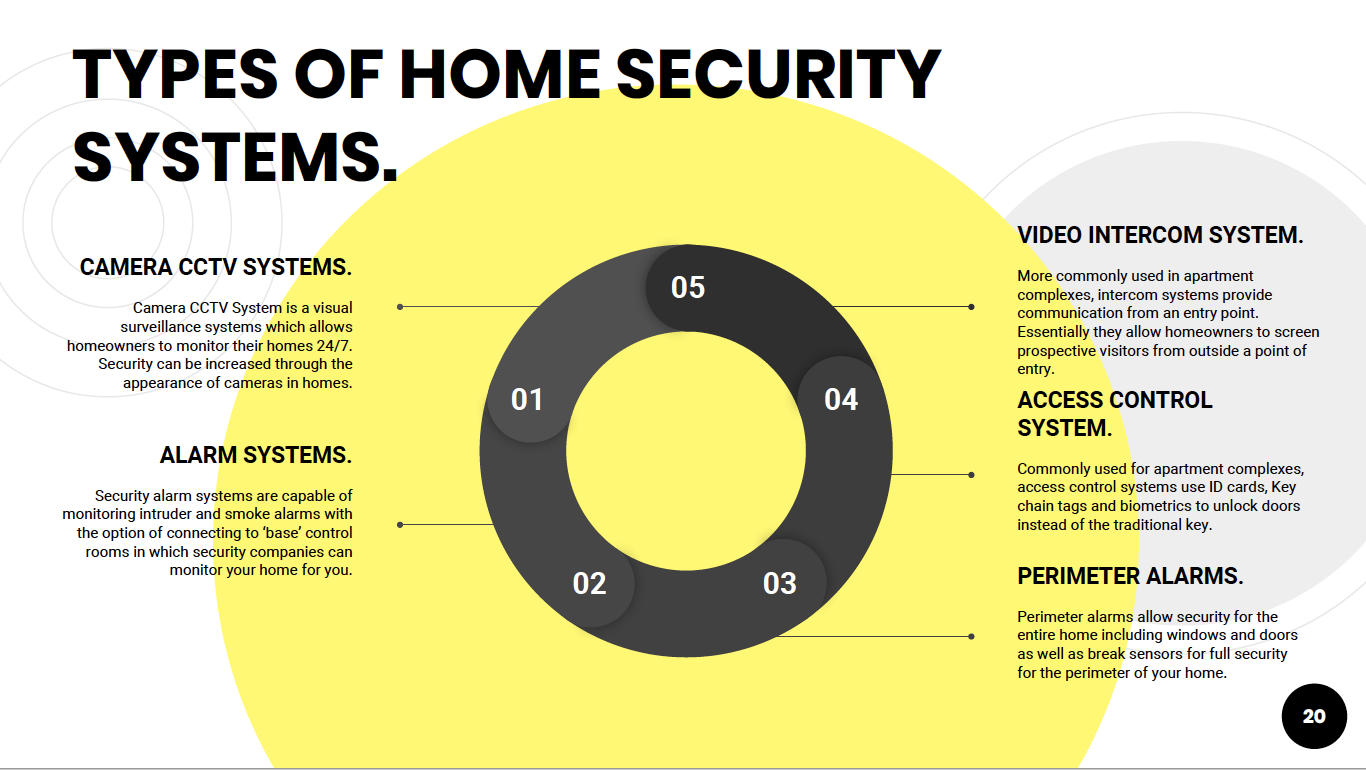 TYPES OF HOME SECURITY
SYSTEMS.
CAMERA CCTV SYSTEMS.
Camera CCTV System is a visual
surveillance systems which allows
homeowners to monitor their homes 24/7.
Security can be increased through the
appearance of cameras in homes.
ALARM SYSTEMS.
Security alarm systems are capable of
monitoring intruder and smoke alarms with
the option of connecting to ‘base’ control
rooms in which security companies can
monitor your home for you.
05
01
04
02
03
VIDEO INTERCOM SYSTEM.
More commonly used in apartment
complexes, intercom systems provide
communication from an entry point.
Essentially they allow homeowners to screen
prospective visitors from outside a point of
entry.
ACCESS CONTROL
SYSTEM.
Commonly used for apartment complexes,
access control systems use ID cards, Key
chain tags and biometrics to unlock doors
instead of the traditional key.
PERIMETER ALARMS.
Perimeter alarms allow security for the
entire home including windows and doors
as well as break sensors for full security
for the perimeter of your home.
20